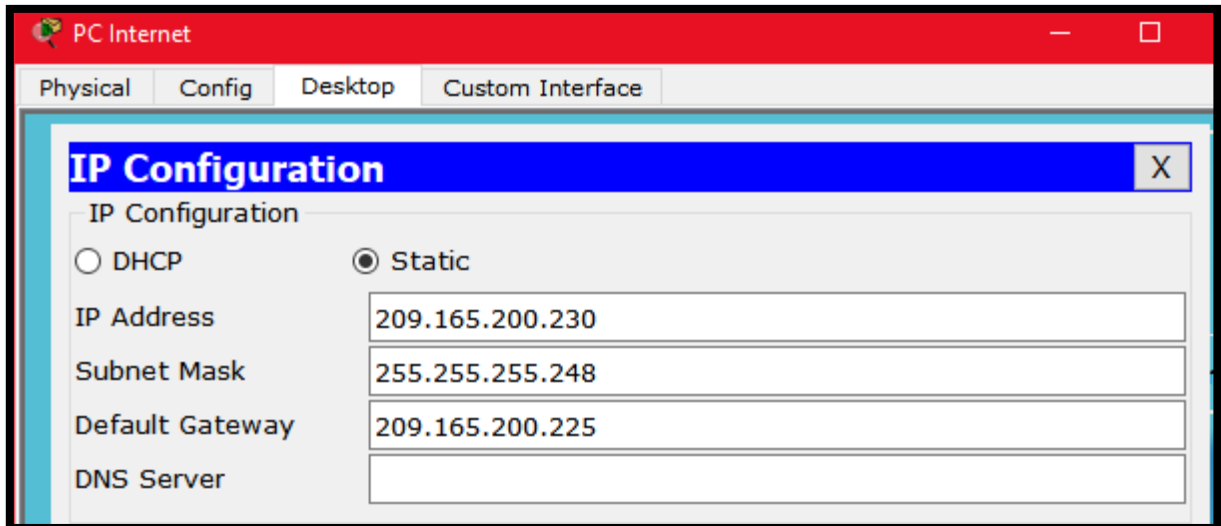 PC Internet
Physical Config Desktop Custom Interface
IP Configuration X
IP Configuration
DHCP Static
IP Address 209.165.200.230
Subnet Mask 255.255.255.248
Default Gateway 209.165.200.225
DNS Server